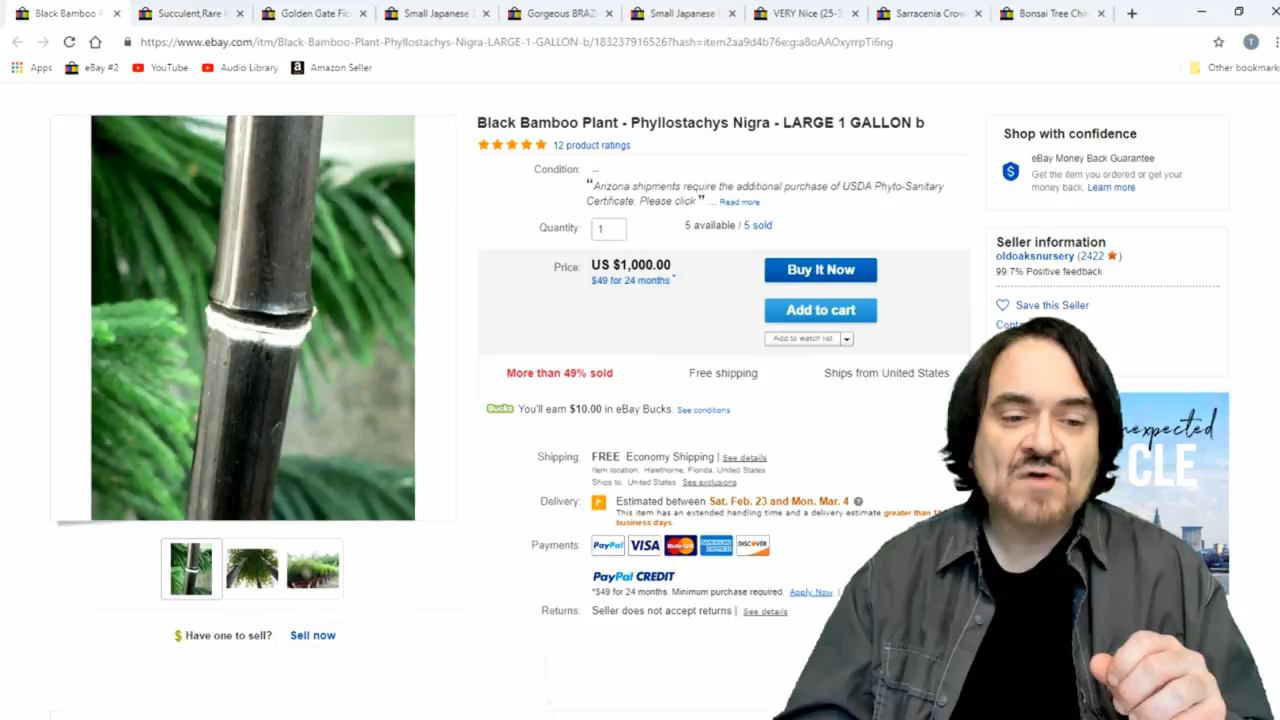 Black Bamboo
Succulent,Rare
Golden Gate Fic
Small Japanese
Gorgeous BRAZ
Small Japanese
VERY Nice (25-3
Sarracenia Crow
Bonsai Tree Chin
https://www.ebay.com/itm/Black-Bamboo-Plant-Phyllostachys-Nigra-LARGE-1-GALLON-b/183237916526?hash=item2aa9d4b76e:g:a8oAAOxyrrpTi6ng
T
Apps
eBay #2
YouTube
Audio Library
a
Amazon Seller
Other bookmark
Black Bamboo Plant - Phyllostachys Nigra - LARGE 1 GALLON b
12 product ratings
Condition: --
“Arizona shipments require the additional purchase of USDA Phyto-Sanitary
Certificate. Please click” ... Read more
Quantity: 1 5 available / 5 sold
Price: US $1,000.00
$49 for 24 months *
Buy It Now
Add to cart
Add to watch list
More than 49% sold
Free shipping
Ships from United States
Bucks You'll earn $10.00 in eBay Bucks. See conditions
Shipping: FREE Economy Shipping | See details
Item location: Hawthorne, Florida, United States
Ships to: United States See exclusions
Delivery: Estimated between Sat. Feb. 23 and Mon. Mar. 4
This item has an extended handling time and a delivery estimate greater than
business days.
Payments: PayPal VISA MasterCard AMERICAN EXPRESS DISCOVER
PayPal CREDIT
*$49 for 24 months. Minimum purchase required. Apply Now |
Returns: Seller does not accept returns | See details
$ Have one to sell? Sell now
Shop with confidence
eBay Money Back Guarantee
Get the item you ordered or get your
money back. Learn more
Seller information
oldoaksnursery (2422 )
99.7% Positive feedback
Save this Seller
Cont
nexpected
CLE